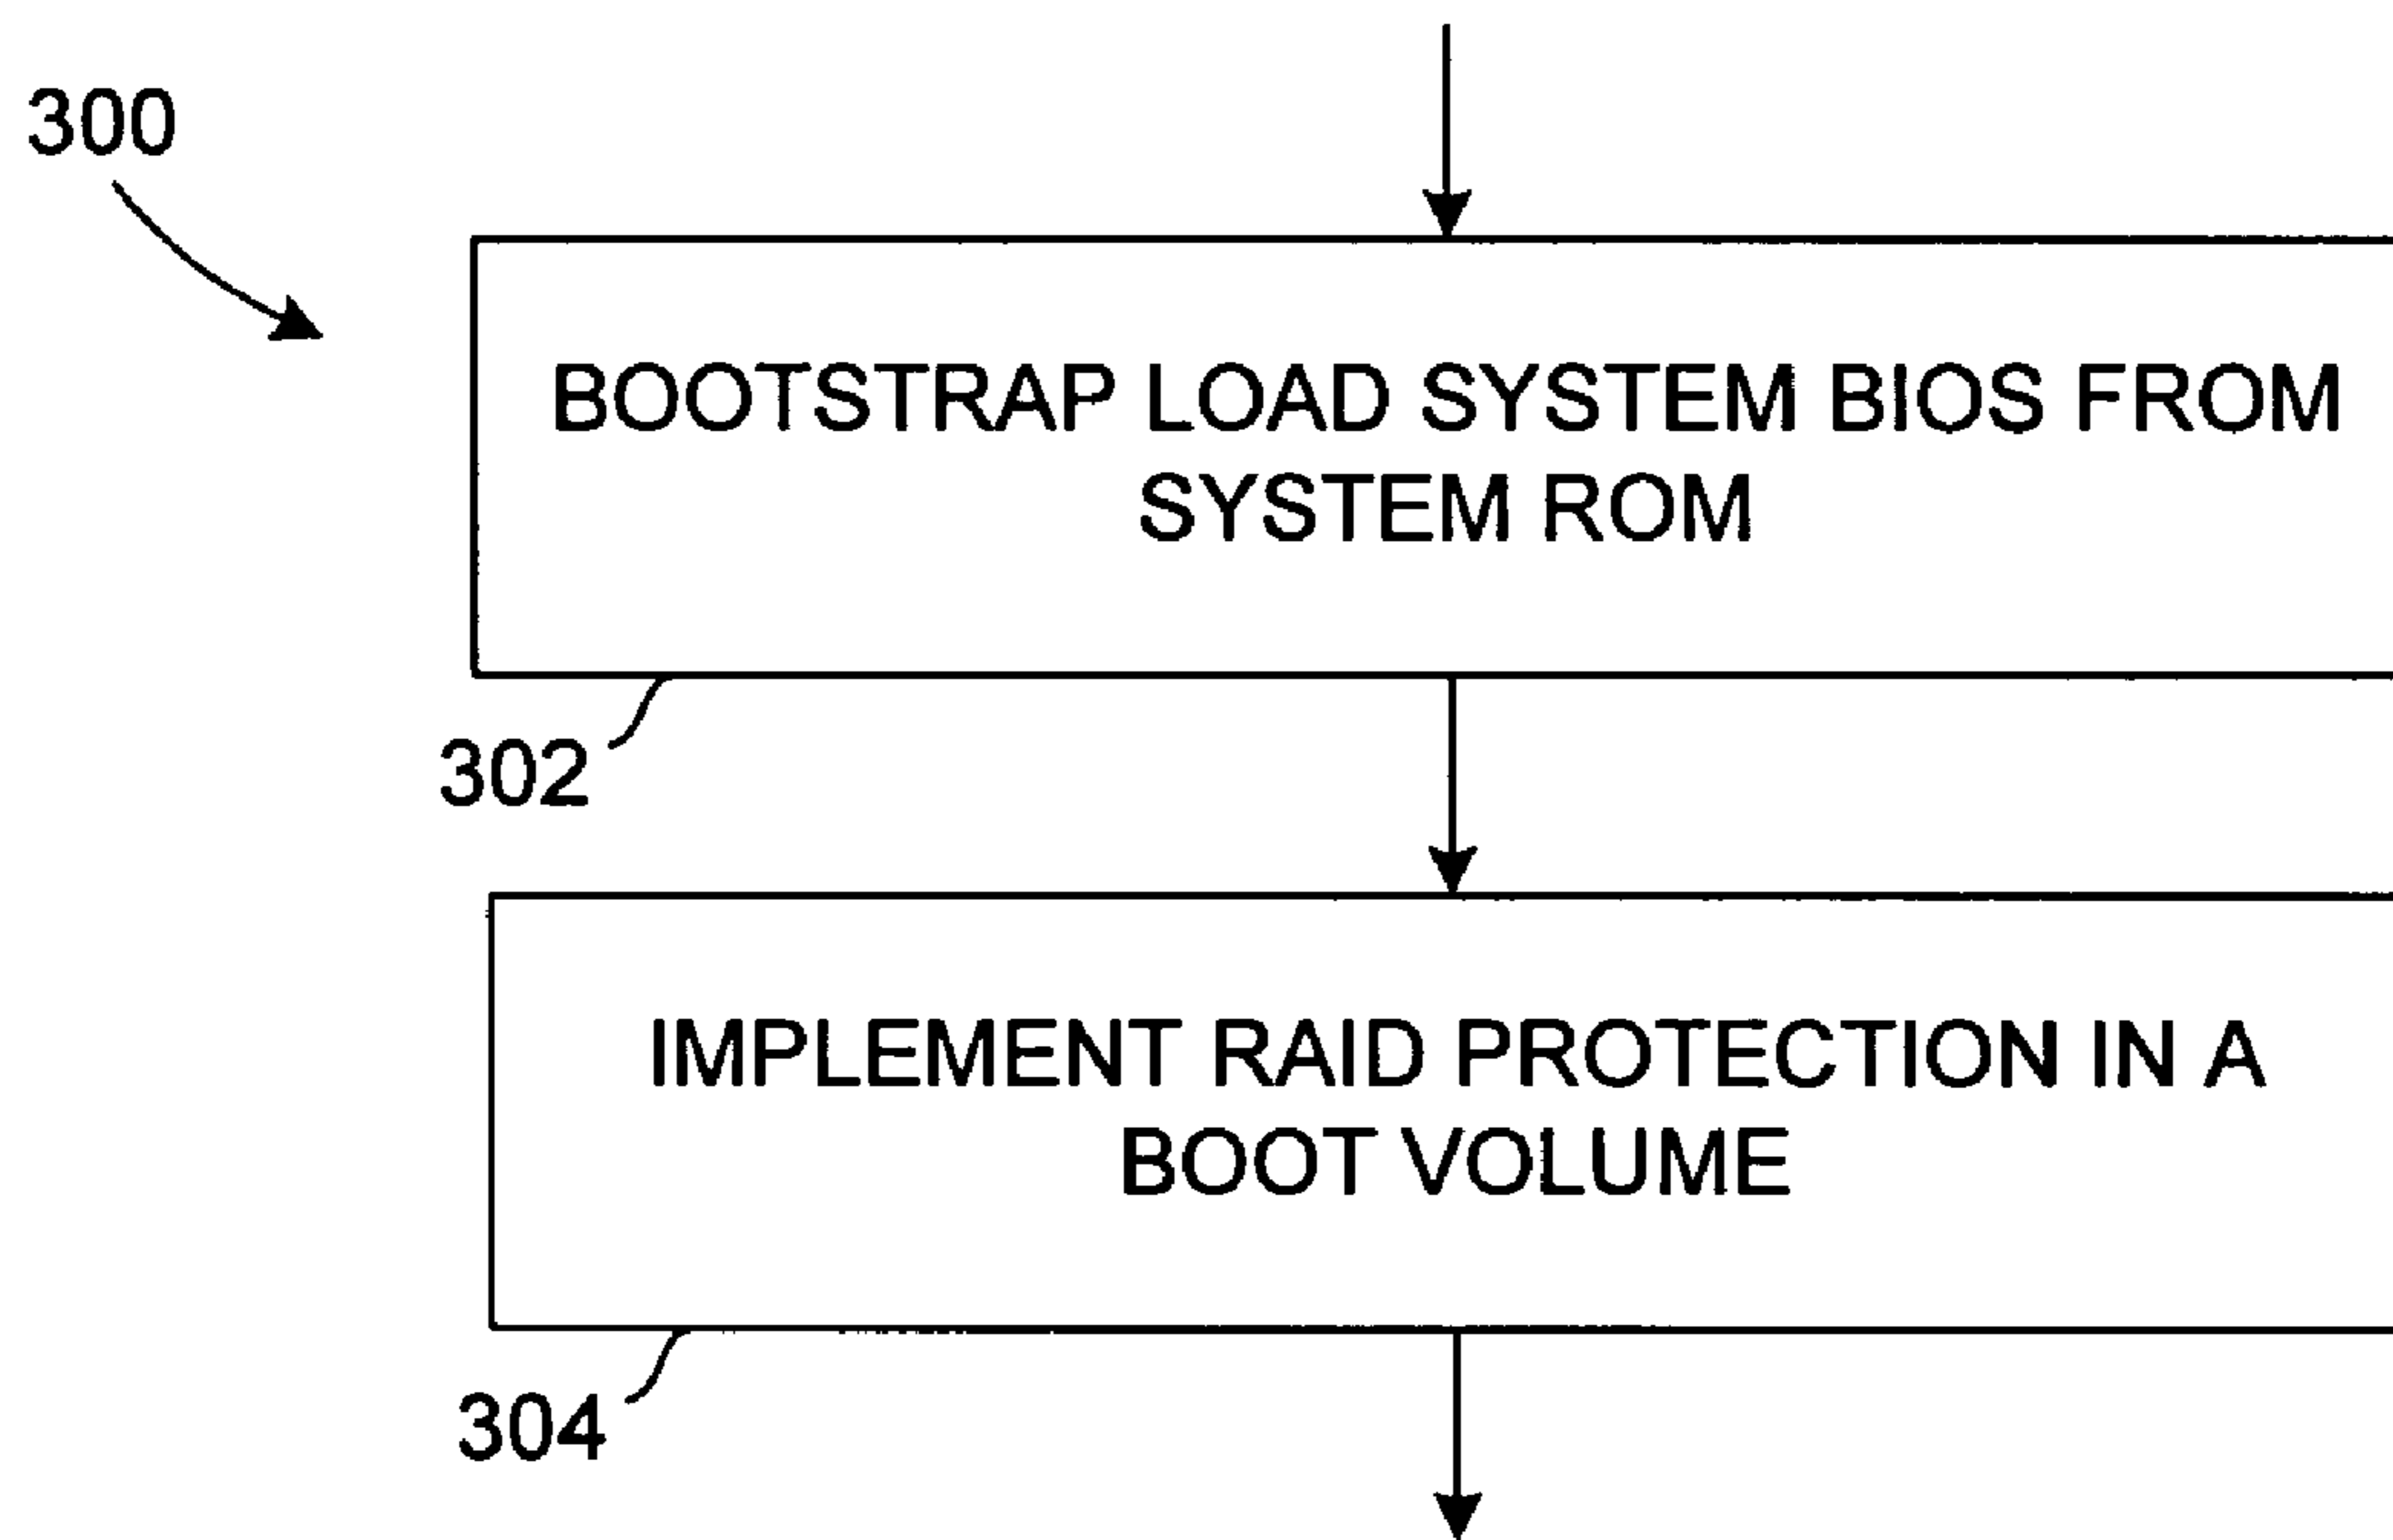 300
BOOTSTRAP LOAD SYSTEM BIOS FROM
SYSTEM ROM
302
IMPLEMENT RAID PROTECTION IN A
BOOT VOLUME
304